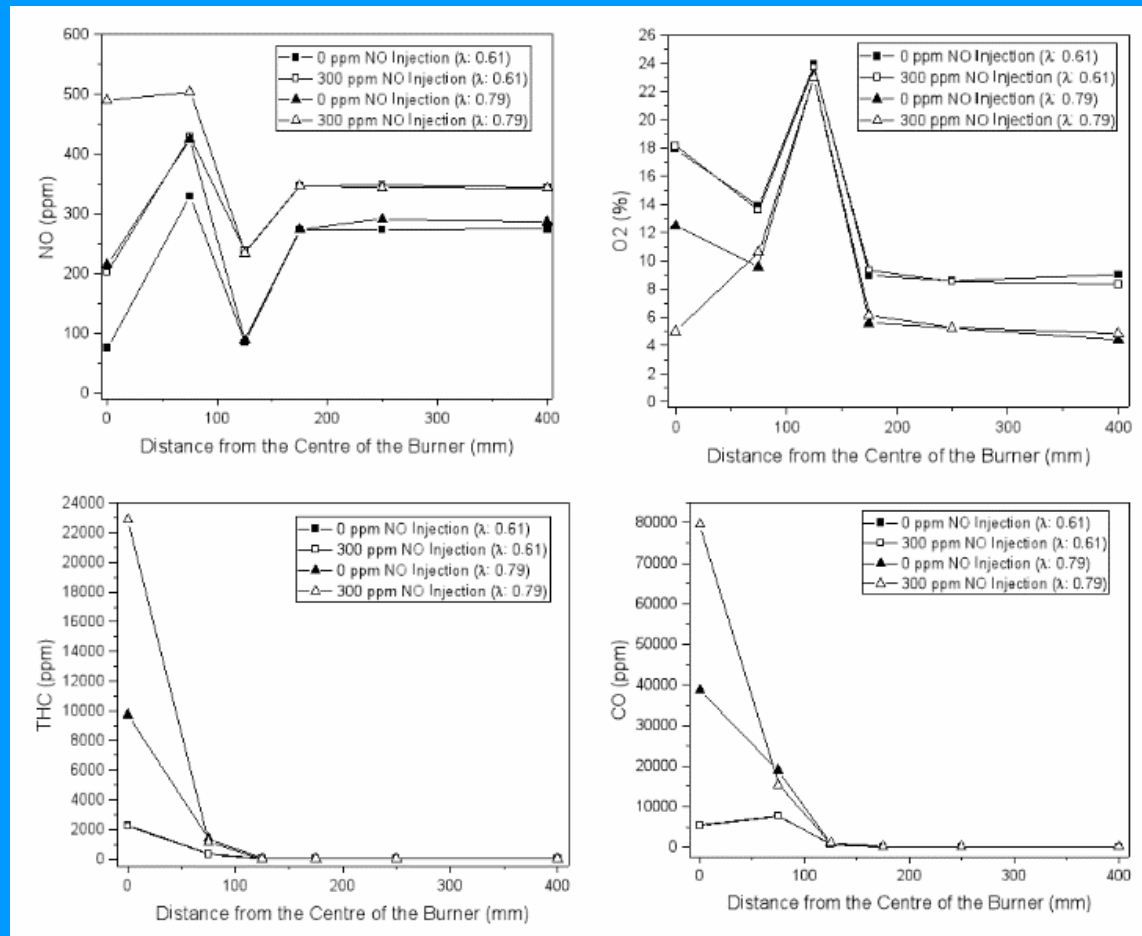 600
500
400
300
200
100
0
NO (ppm)
0 ppm NO Injection (λ: 0.61)
300 ppm NO Injection (λ: 0.61)
0 ppm NO Injection (λ: 0.79)
300 ppm NO Injection (λ: 0.79)
0 100 200 300 400
Distance from the Centre of the Burner (mm)
26
24
22
20
18
16
14
12
10
8
6
4
2
0
O2 (%)
0 ppm NO Injection (λ: 0.61)
300 ppm NO Injection (λ: 0.61)
0 ppm NO Injection (λ: 0.79)
300 ppm NO Injection (λ: 0.79)
0 100 200 300 400
Distance from the Centre of the Burner (mm)
24000
22000
20000
18000
16000
14000
12000
10000
8000
6000
4000
2000
0
THC (ppm)
0 ppm NO Injection (λ: 0.61)
300 ppm NO Injection (λ: 0.61)
0 ppm NO Injection (λ: 0.79)
300 ppm NO Injection (λ: 0.79)
0 100 200 300 400
Distance from the Centre of the Burner (mm)
80000
70000
60000
50000
40000
30000
20000
10000
0
CO (ppm)
0 ppm NO Injection (λ: 0.61)
300 ppm NO Injection (λ: 0.61)
0 ppm NO Injection (λ: 0.79)
300 ppm NO Injection (λ: 0.79)
0 100 200 300 400
Distance from the Centre of the Burner (mm)